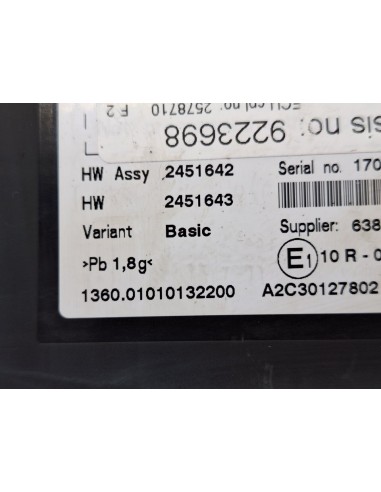 ECU cpl no: 2578710 F 2
sis no: 9223698
HW Assy 2451642 Serial no. 170
HW 2451643
Variant Basic Supplier: 638
>Pb 1,8g< E1 10 R - 0
1360.01010132200 A2C30127802